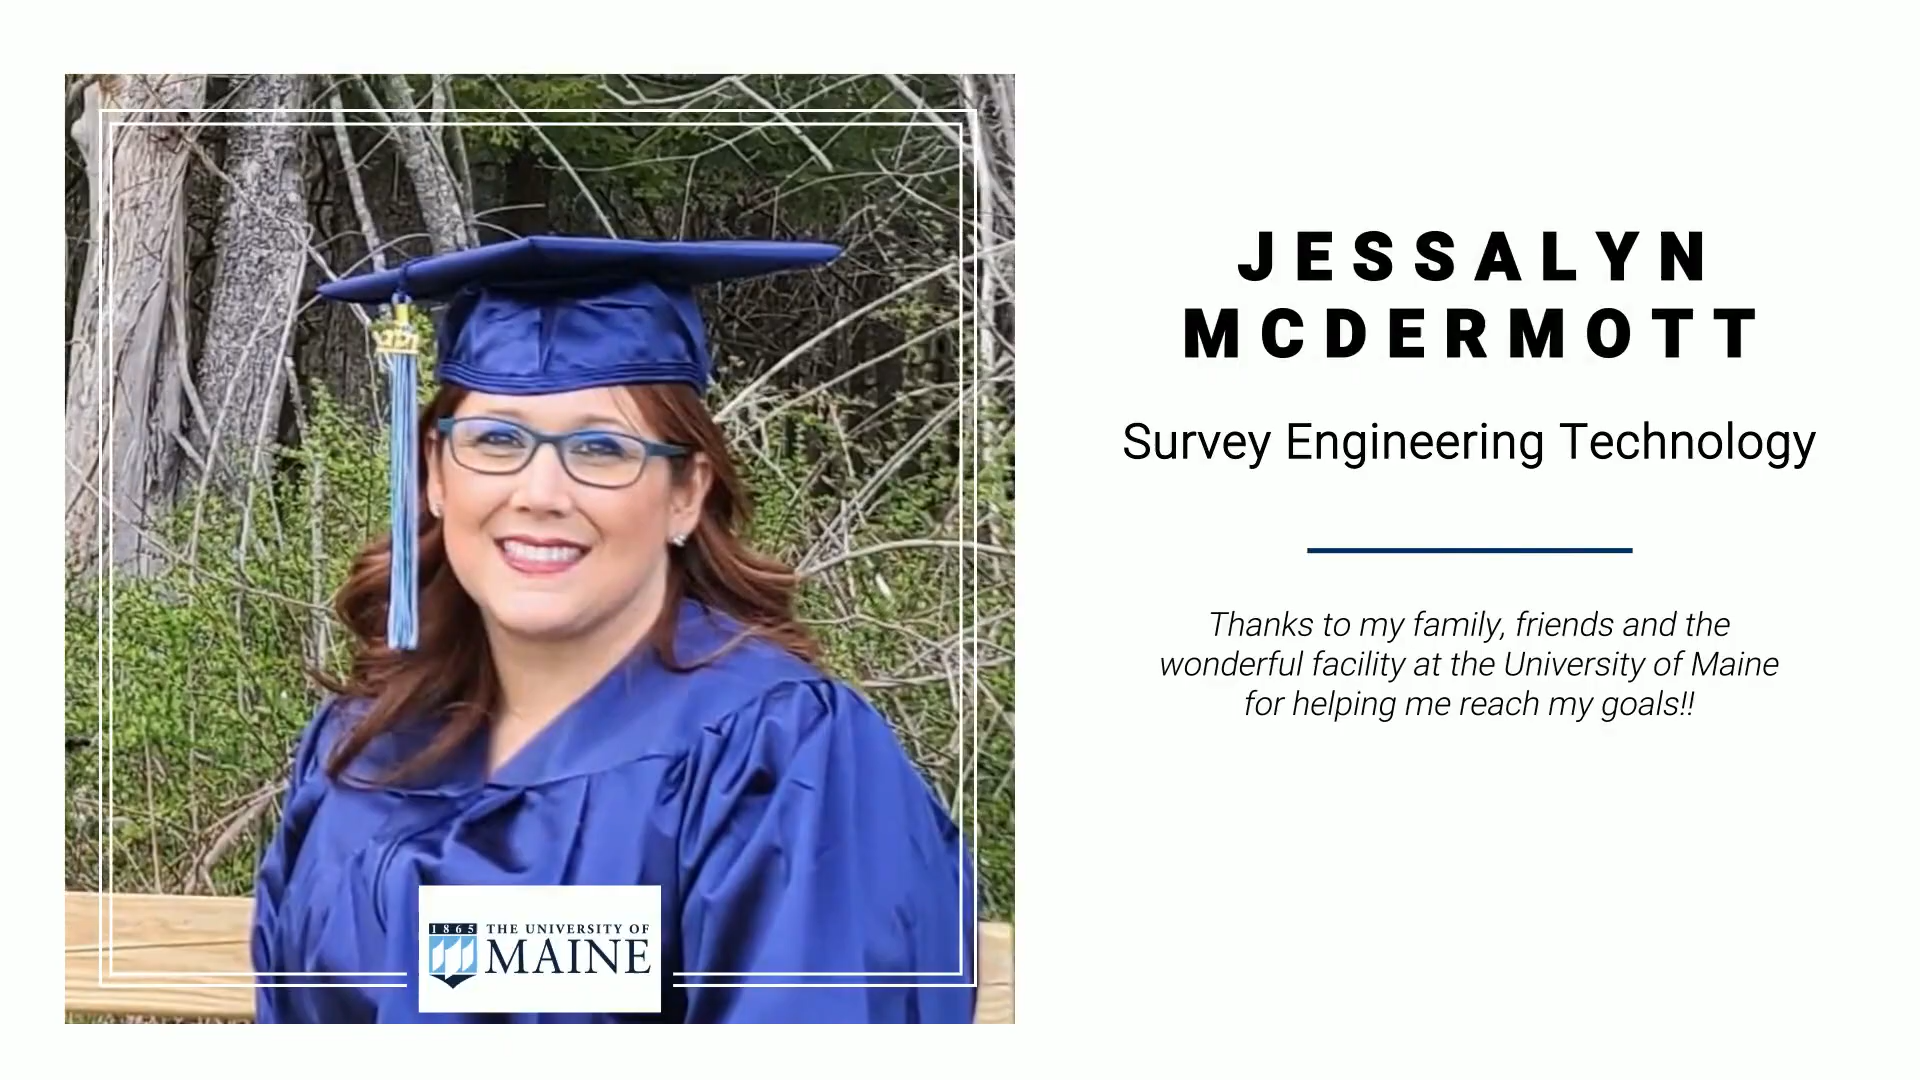 JESSALYN
MCDERMOTT
Survey Engineering Technology
Thanks to my family, friends and the
wonderful facility at the University of Maine
for helping me reach my goals!!
1865
THE UNIVERSITY OF
MAINE